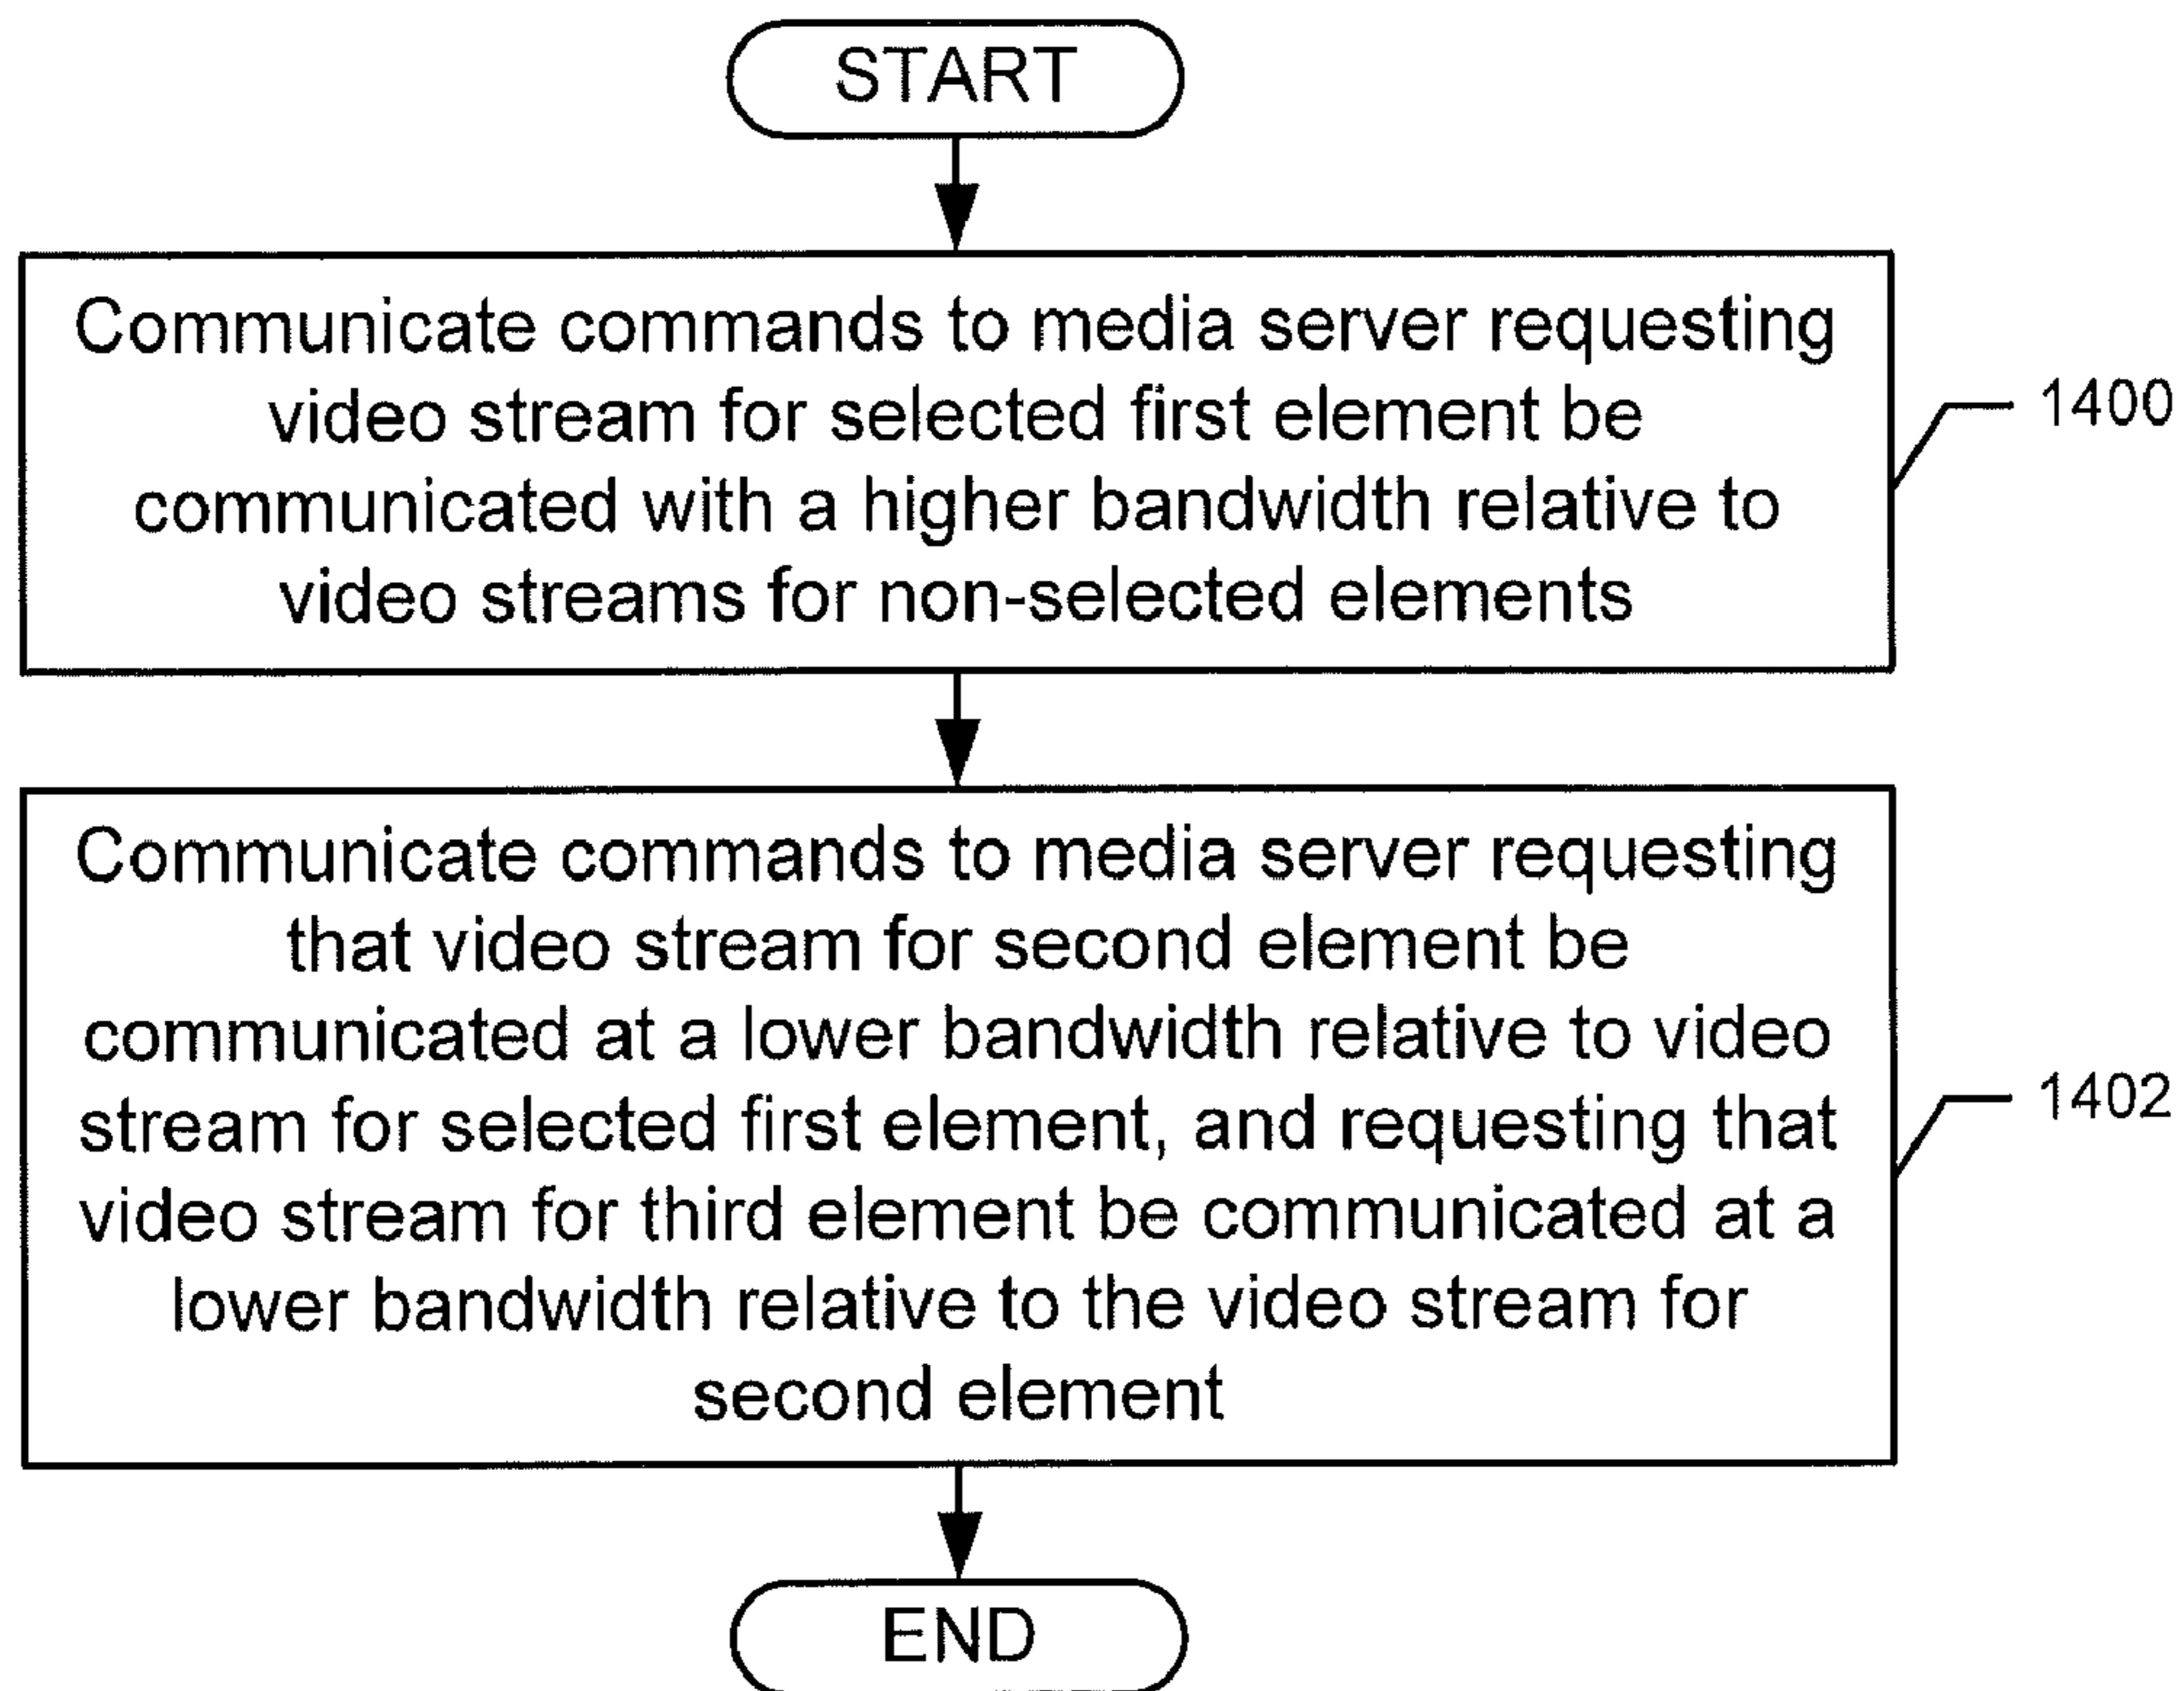 START
Communicate commands to media server requesting
video stream for selected first element be
communicated with a higher bandwidth relative to
video streams for non-selected elements
1400
Communicate commands to media server requesting
that video stream for second element be
communicated at a lower bandwidth relative to video
stream for selected first element, and requesting that
video stream for third element be communicated at a
lower bandwidth relative to the video stream for
second element
1402
END